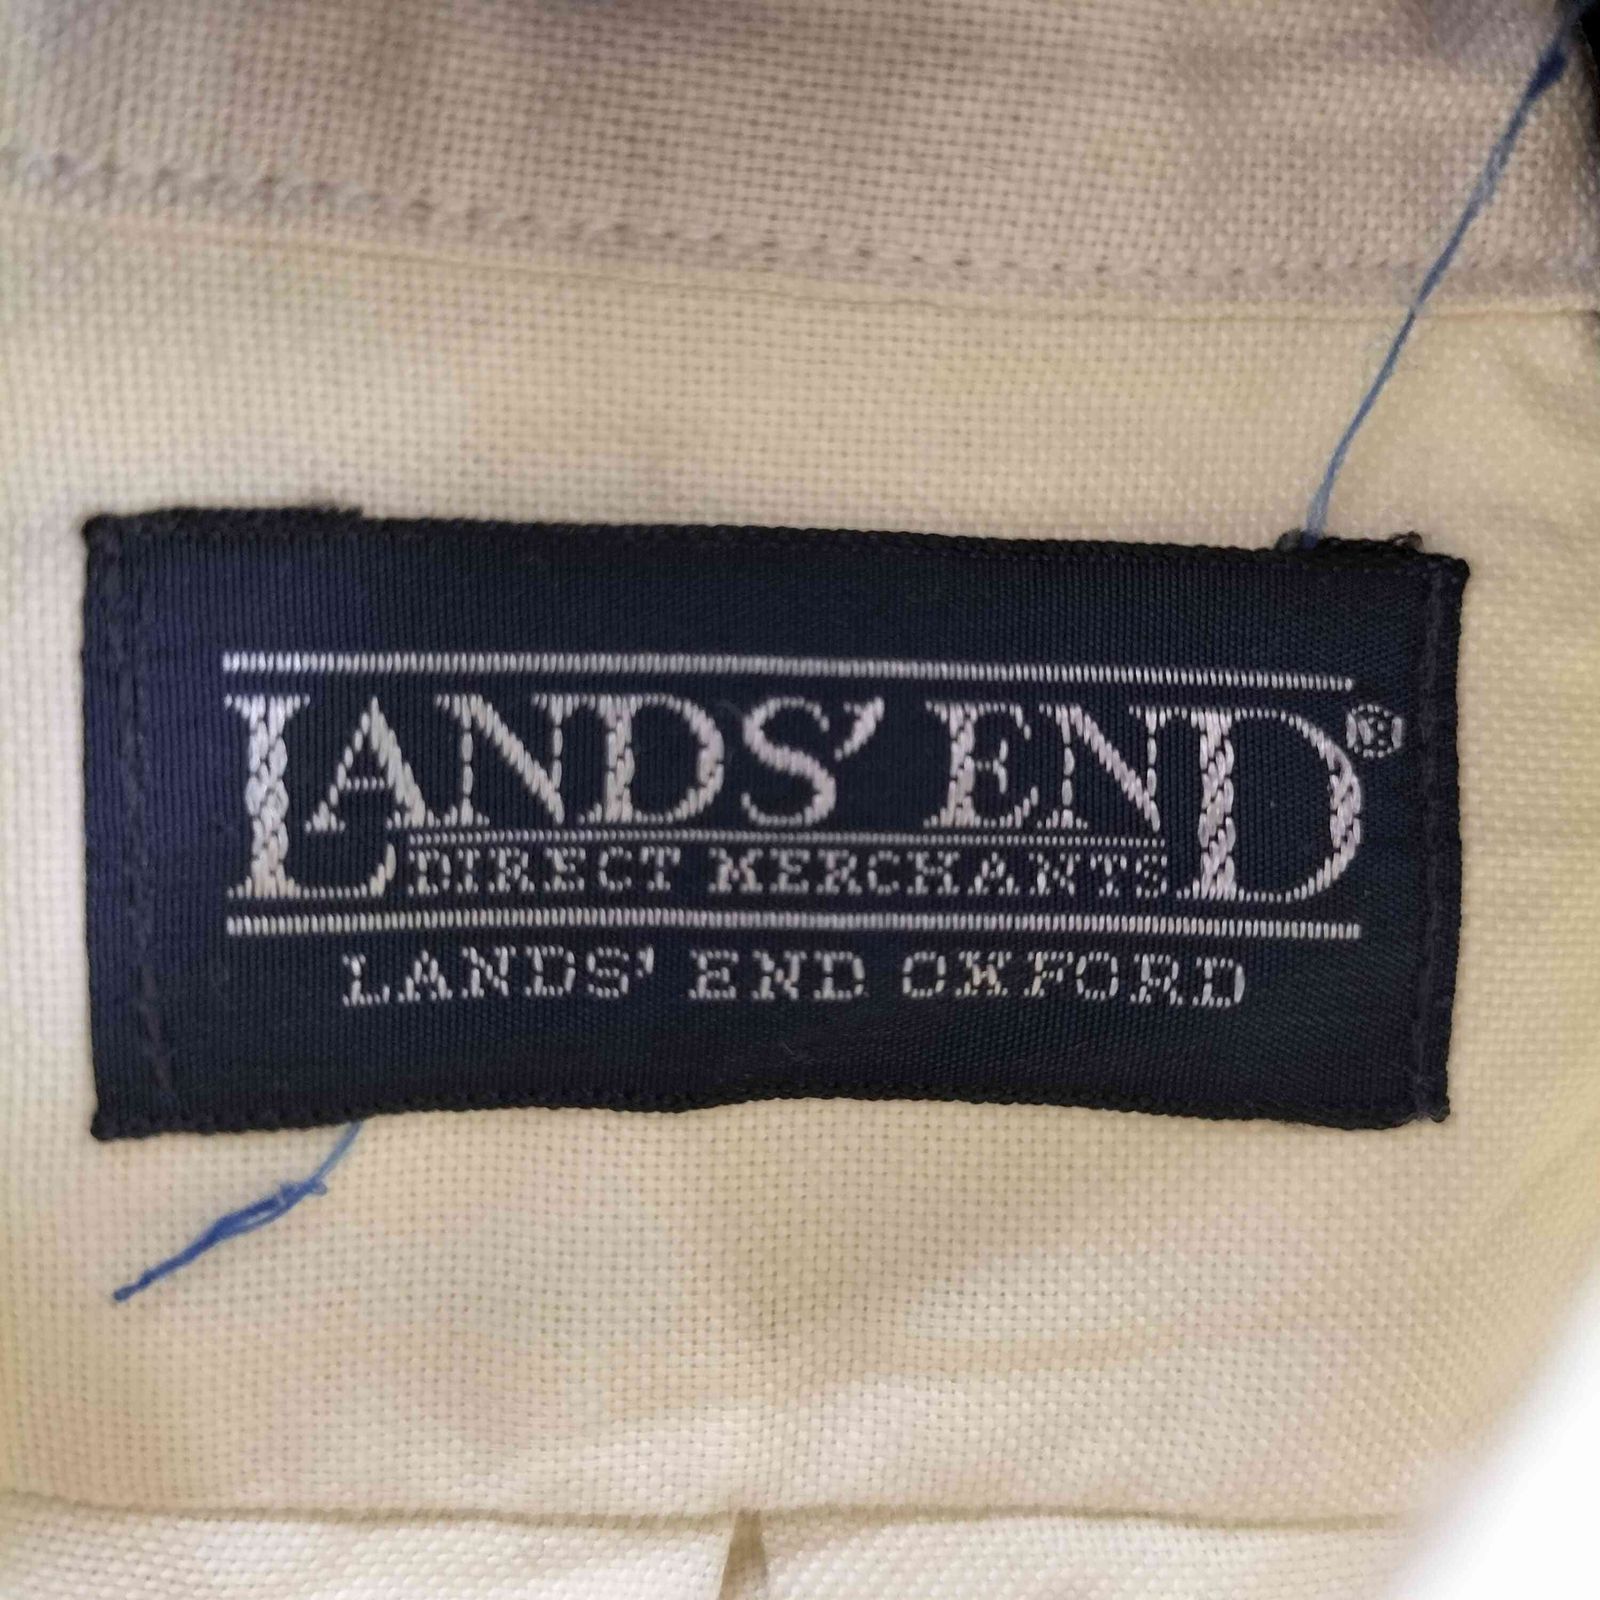 LANDS' END®
DIRECT MERCHANTS
LANDS' END OXFORD